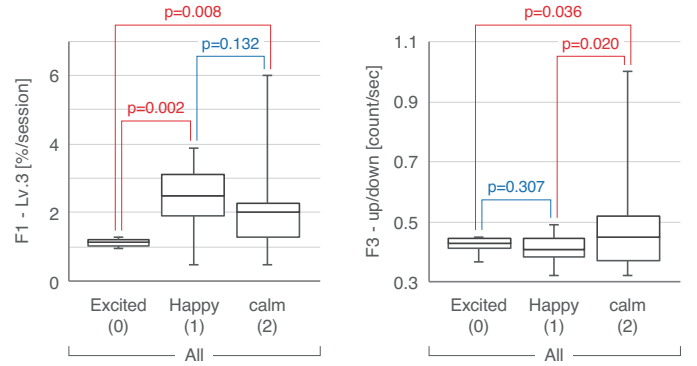 p=0.008
p=0.132
p=0.002
F1 - Lv.3 [%/session]
6
4
2
0
Excited
(0)
Happy
(1)
calm
(2)
All
p=0.036
p=0.020
p=0.307
F3 - up/down [count/sec]
1.1
0.9
0.7
0.5
0.3
Excited
(0)
Happy
(1)
calm
(2)
All